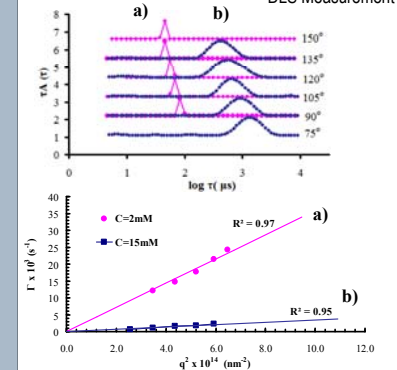 DLS Measurement
a) b)
τA (τ)
8
7
6
5
4
3
2
1
0
150°
135°
120°
105°
90°
75°
0 1 2 3 4
log τ( μs)
Γ x 10³ (s⁻¹)
40
35
30
25
20
15
10
5
0
C=2mM
C=15mM
R² = 0.97
a)
b)
R² = 0.95
0.0 2.0 4.0 6.0 8.0 10.0 12.0
q² x 10¹⁴ (nm⁻²)